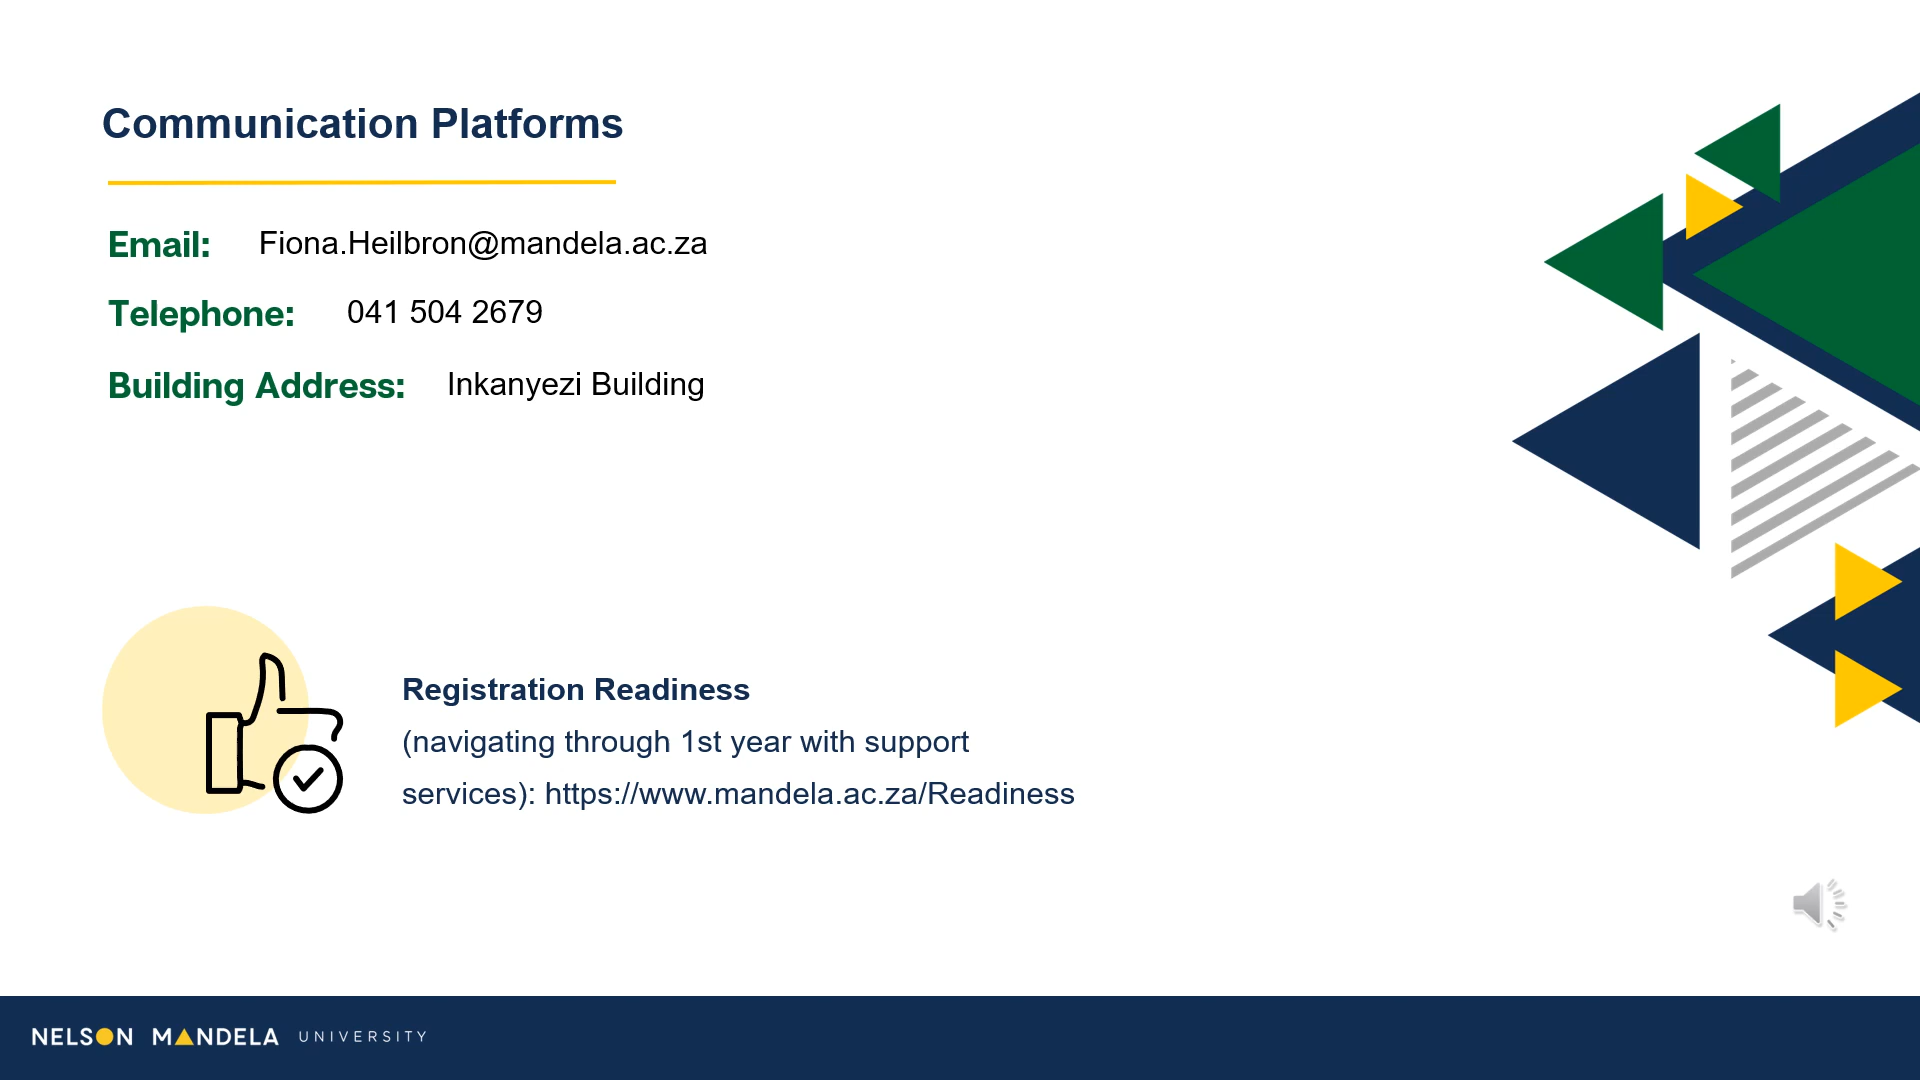 Communication Platforms
Email: Fiona.Heilbron@mandela.ac.za
Telephone: 041 504 2679
Building Address: Inkanyezi Building
Registration Readiness
(navigating through 1st year with support
services): https://www.mandela.ac.za/Readiness
NELSON MANDELA UNIVERSITY